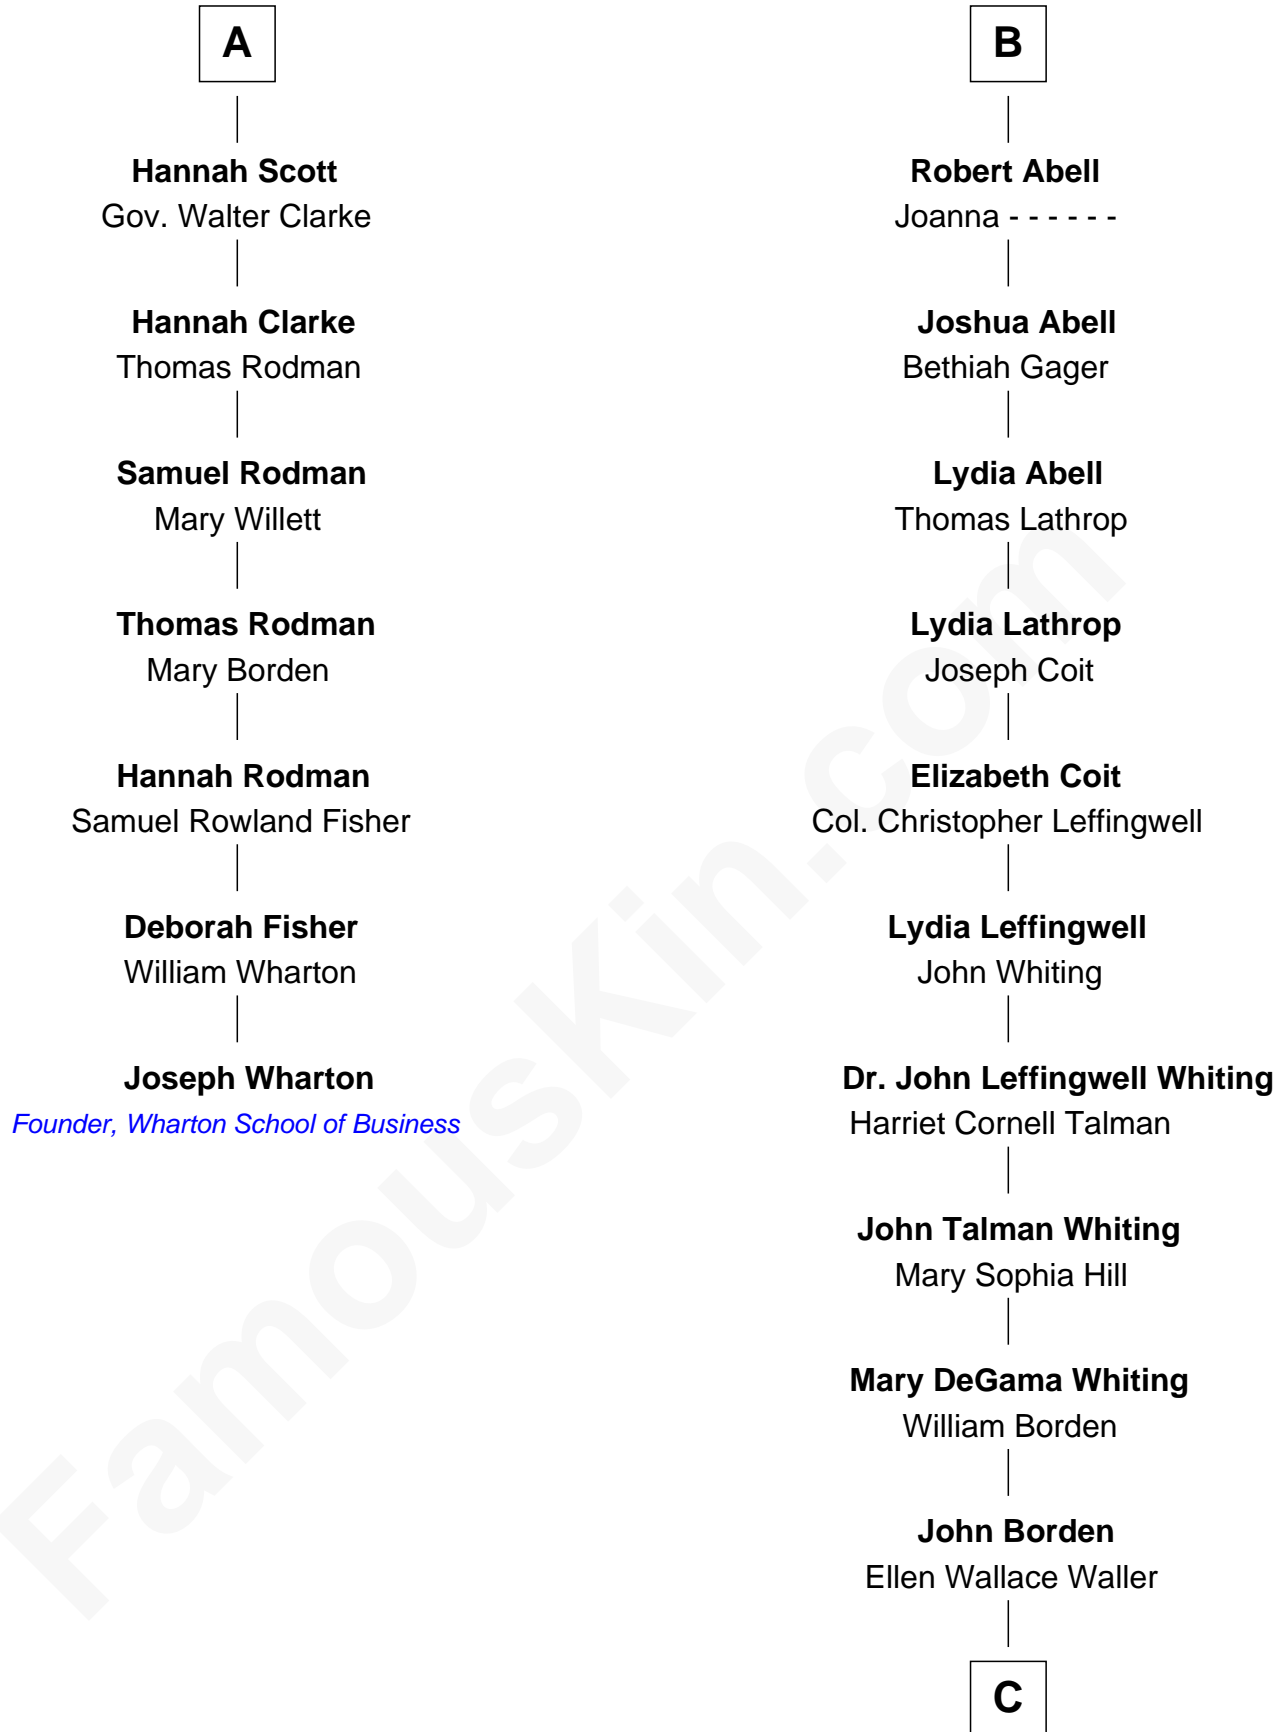 A
Hannah Scott
Gov. Walter Clarke
Hannah Clarke
Thomas Rodman
Samuel Rodman
Mary Willett
Thomas Rodman
Mary Borden
Hannah Rodman
Samuel Rowland Fisher
Deborah Fisher
William Wharton
Joseph Wharton
Founder, Wharton School of Business
B
Robert Abell
Joanna - - - - - -
Joshua Abell
Bethiah Gager
Lydia Abell
Thomas Lathrop
Lydia Lathrop
Joseph Coit
Elizabeth Coit
Col. Christopher Leffingwell
Lydia Leffingwell
John Whiting
Dr. John Leffingwell Whiting
Harriet Cornell Talman
John Talman Whiting
Mary Sophia Hill
Mary DeGama Whiting
William Borden
John Borden
Ellen Wallace Waller
C
FamousKin.com